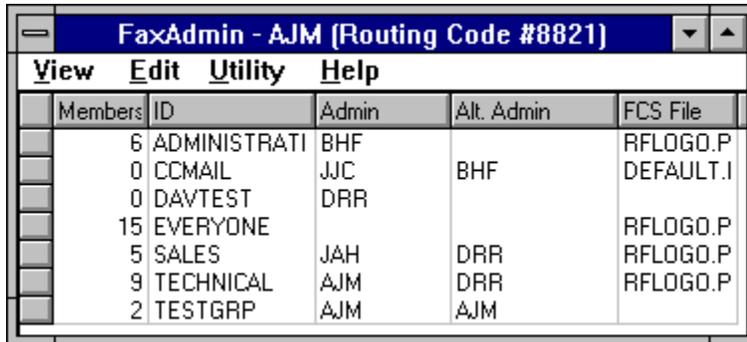 FaxAdmin - AJM (Routing Code #8821)
View Edit Utility Help
Members ID Admin Alt. Admin FCS File
6 ADMINISTRATI BHF RFLOGO.P
0 CCMAIL JJC BHF DEFAULT.I
0 DAVTEST DRR
15 EVERYONE RFLOGO.P
5 SALES JAH DRR RFLOGO.P
9 TECHNICAL AJM DRR RFLOGO.P
2 TESTGRP AJM AJM